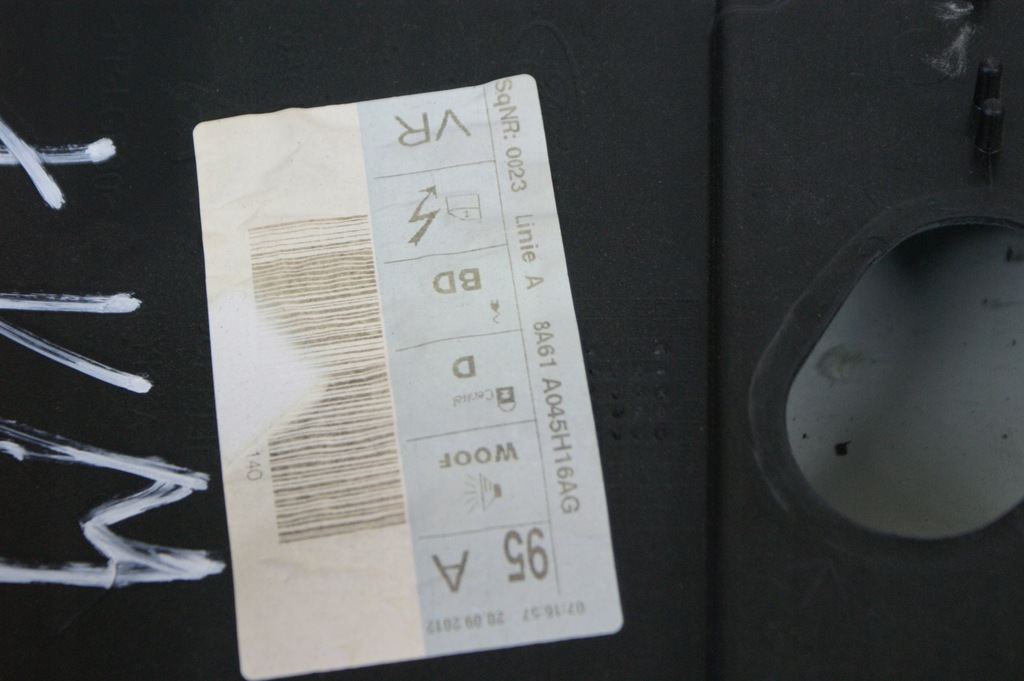 SqNR: 0023 Linie A 8A61 A045H16AG
VR
BD
D
WOOF
A 95
07:16:57 20.09.2012
140